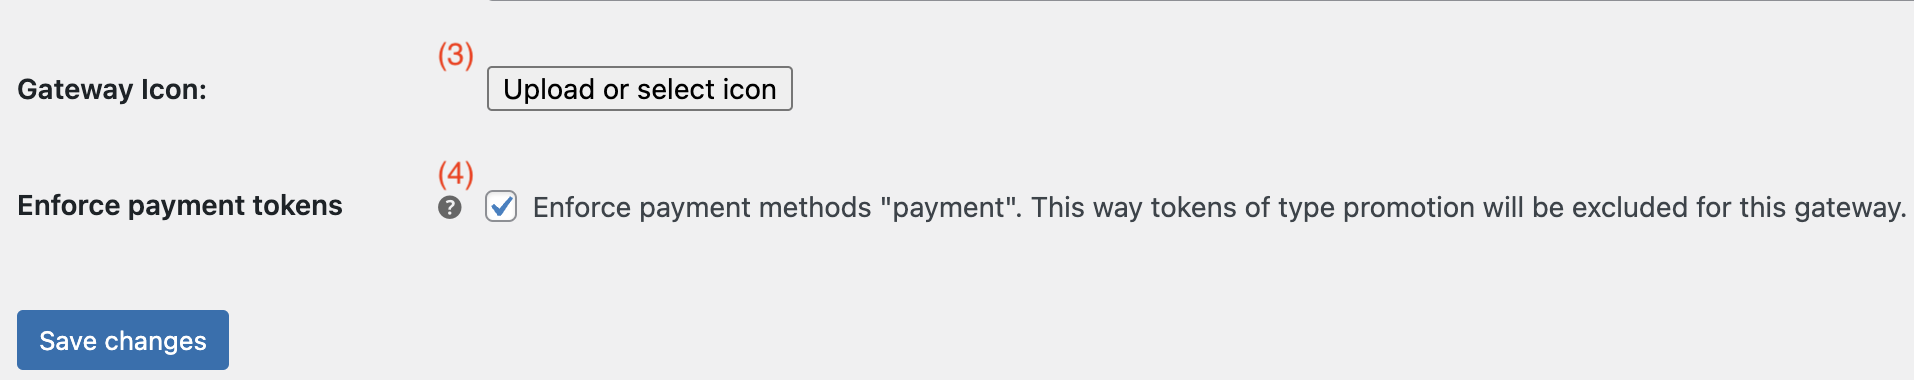 (3)
Gateway Icon: Upload or select icon
(4)
Enforce payment tokens ? Enforce payment methods "payment". This way tokens of type promotion will be excluded for this gateway.
Save changes